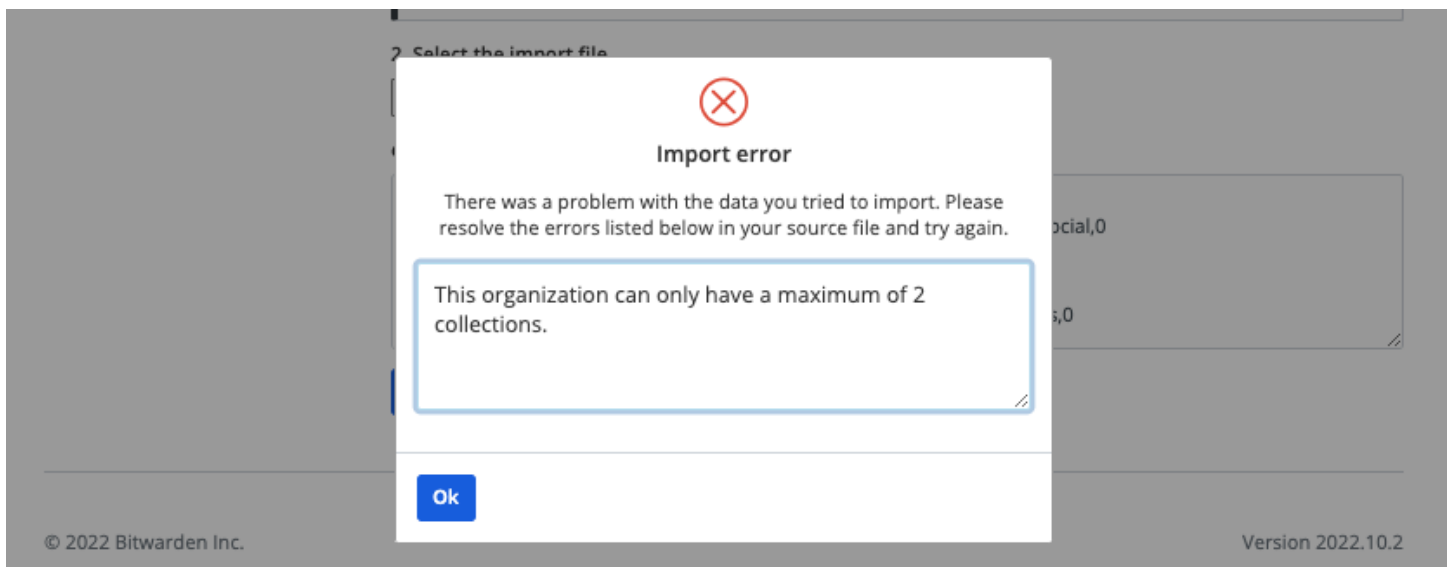 2. Select the import file
Import error
There was a problem with the data you tried to import. Please
resolve the errors listed below in your source file and try again.
ocial,0
This organization can only have a maximum of 2
collections.
s,0
Ok
© 2022 Bitwarden Inc.
Version 2022.10.2